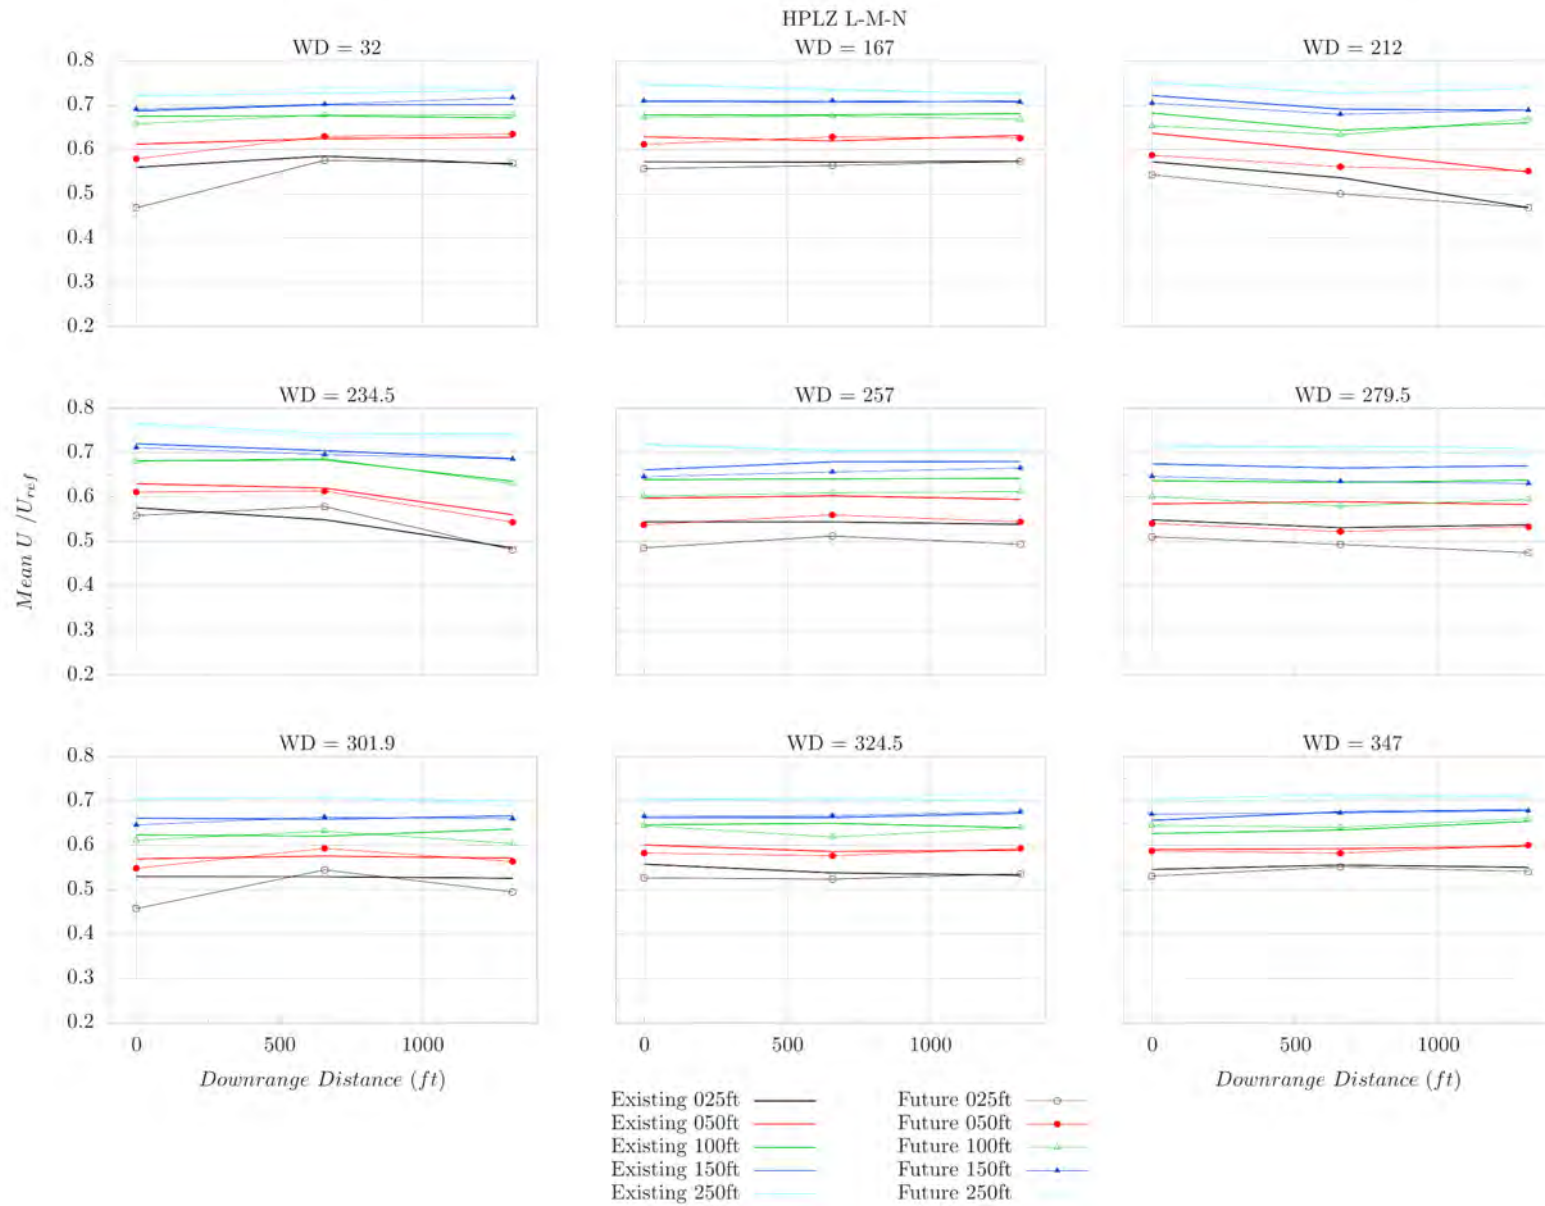 HPLZ L-M-N
WD = 32
WD = 167
WD = 212
0.8
0.7
0.6
0.5
0.4
0.3
0.2
WD = 234.5
WD = 257
WD = 279.5
0.8
0.7
0.6
0.5
0.4
0.3
0.2
Mean U /Uref
WD = 301.9
WD = 324.5
WD = 347
0.8
0.7
0.6
0.5
0.4
0.3
0.2
0 500 1000
0 500 1000
0 500 1000
Downrange Distance (ft)
Downrange Distance (ft)
Existing 025ft
Existing 050ft
Existing 100ft
Existing 150ft
Existing 250ft
Future 025ft
Future 050ft
Future 100ft
Future 150ft
Future 250ft